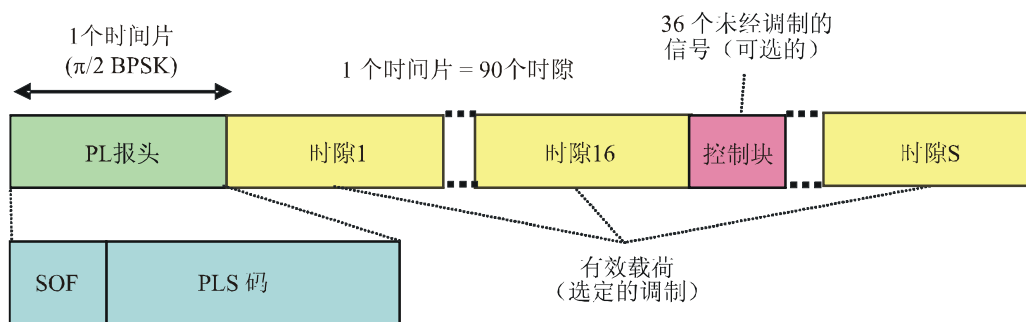 36 个未经调制的
信号（可选的）
1个时间片
(π/2 BPSK)
1 个时间片 = 90个时隙
PL报头
时隙1
时隙16
控制块
时隙S
SOF
PLS 码
有效载荷
（选定的调制）